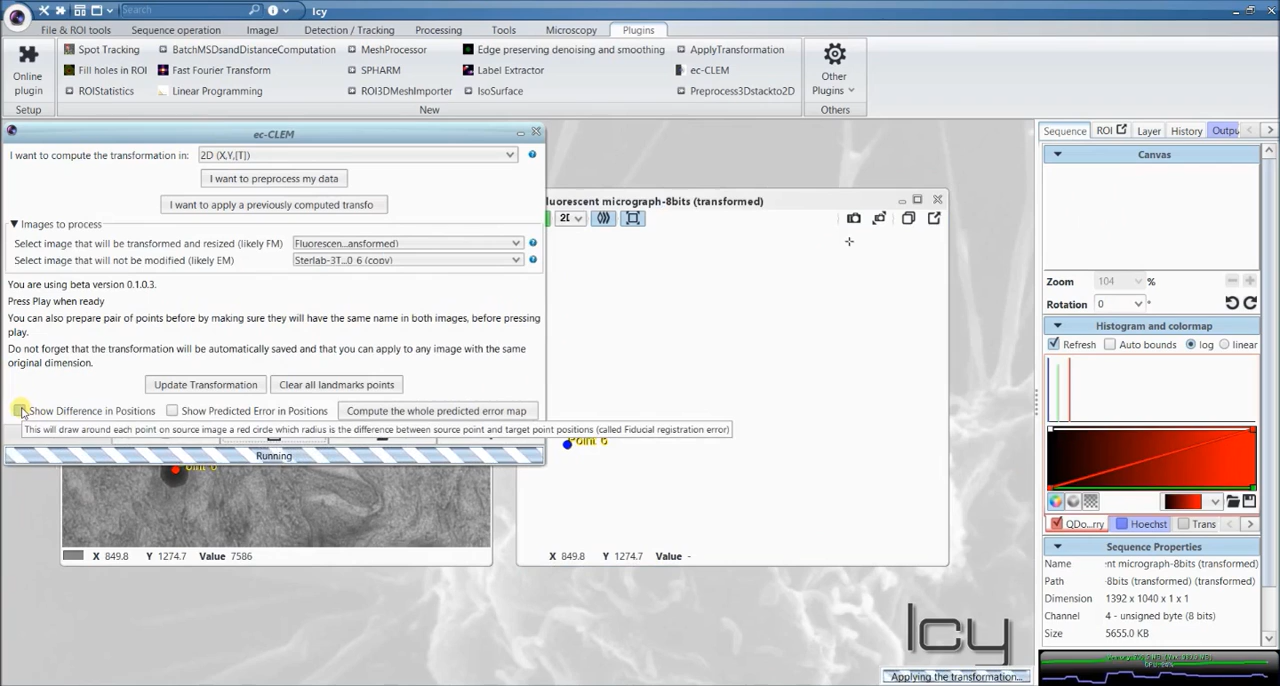 Search
Icy
File & ROI tools Sequence operation ImageJ Detection / Tracking Processing Tools Microscopy Plugins
Spot Tracking BatchMSDsandDistanceComputation MeshProcessor Edge preserving denoising and smoothing ApplyTransformation
Online plugin Fill holes in ROI Fast Fourier Transform SPHARM Label Extractor ec-CLEM Other Plugins
ROIStatistics Linear Programming ROI3DMeshImporter IsoSurface Preprocess3Dstackto2D
Setup New Others
ec-CLEM
I want to compute the transformation in: 2D (X,Y,[T])
I want to preprocess my data
I want to apply a previously computed transfo
Images to process
Select image that will be transformed and resized (likely FM) Fluorescen...ansformed)
Select image that will not be modified (likely EM) Sterlab-3T...0_6 (copy)
You are using beta version 0.1.0.3.
Press Play when ready
You can also prepare pair of points before by making sure they will have the same name in both images, before pressing
play.
Do not forget that the transformation will be automatically saved and that you can apply to any image with the same
original dimension.
Update Transformation Clear all landmarks points
Show Difference in Positions Show Predicted Error in Positions Compute the whole predicted error map
This will draw around each point on source image a red circle which radius is the difference between source point and target point positions (called Fiducial registration error)
Running
Point 6
X 849.8 Y 1274.7 Value 7586
uorescent micrograph-8bits (transformed)
Point 6
X 849.8 Y 1274.7 Value -
Icy
Applying the transformation...
Sequence ROI Layer History Outpu
Canvas
Zoom 104 %
Rotation 0 °
Histogram and colormap
Refresh Auto bounds log linear
QDo...ry Hoechst Trans
Sequence Properties
Name nt micrograph-8bits (transformed)
Path 8bits (transformed) (transformed)
Dimension 1392 x 1040 x 1 x 1
Channel 4 - unsigned byte (8 bits)
Size 5655.0 KB